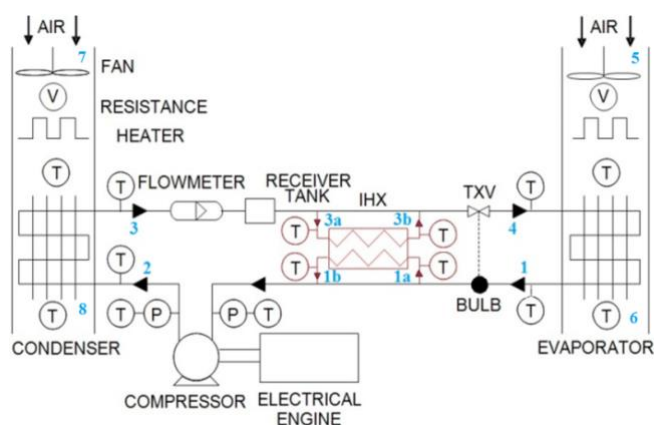 AIR
AIR
7
5
FAN
V
V
RESISTANCE
HEATER
T
T
T
FLOWMETER
RECEIVER
TANK
IHX
TXV
T
3
3a
3b
4
T
T
T
T
T
2
1b
1a
1
8
T
T
P
P
T
BULB
T
T
6
CONDENSER
EVAPORATOR
COMPRESSOR
ELECTRICAL
ENGINE